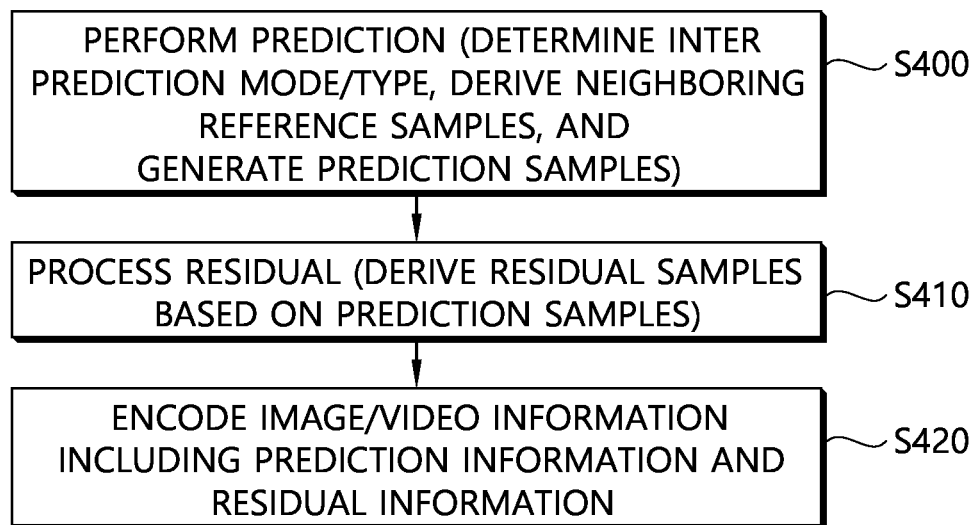 PERFORM PREDICTION (DETERMINE INTER
PREDICTION MODE/TYPE, DERIVE NEIGHBORING
REFERENCE SAMPLES, AND
GENERATE PREDICTION SAMPLES)
S400
PROCESS RESIDUAL (DERIVE RESIDUAL SAMPLES
BASED ON PREDICTION SAMPLES)
S410
ENCODE IMAGE/VIDEO INFORMATION
INCLUDING PREDICTION INFORMATION AND
RESIDUAL INFORMATION
S420